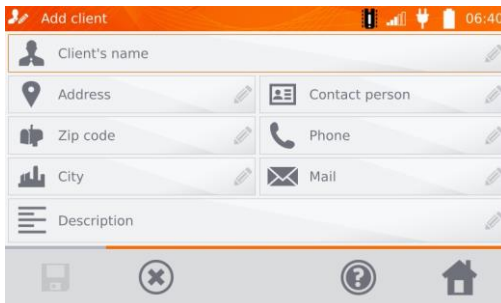 Add client 06:40
Client's name
Address Contact person
Zip code Phone
City Mail
Description